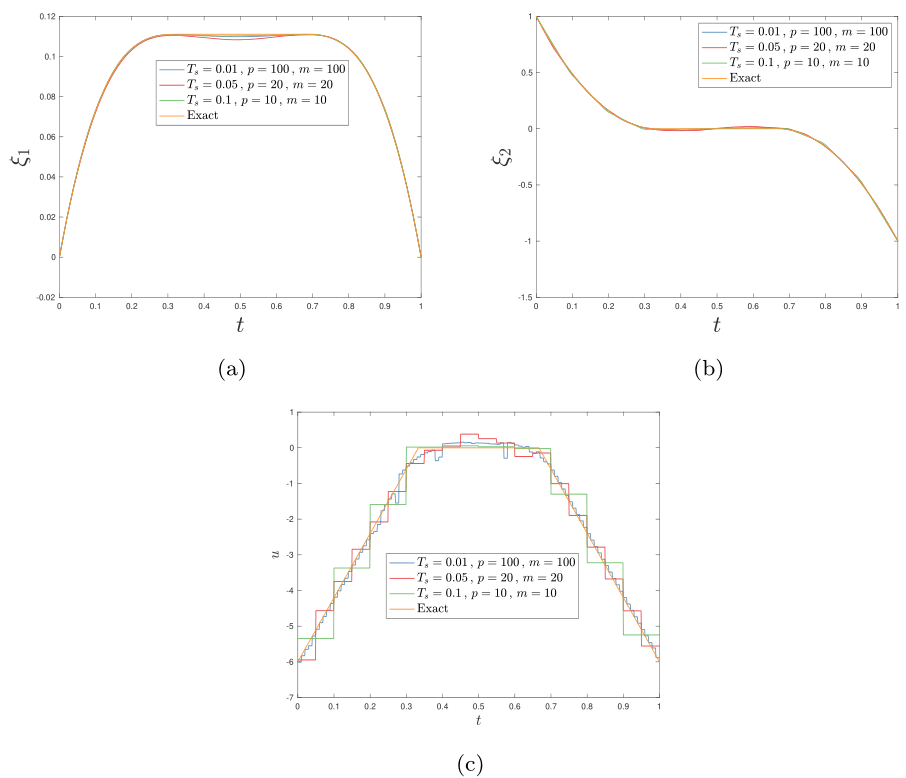 (a)
0.12
0.1
0.08
0.06
0.04
0.02
0
-0.02
ξ₁
0 0.1 0.2 0.3 0.4 0.5 0.6 0.7 0.8 0.9 1
t
T_s = 0.01 , p = 100 , m = 100
T_s = 0.05 , p = 20 , m = 20
T_s = 0.1 , p = 10 , m = 10
Exact
(b)
1
0.5
0
-0.5
-1
-1.5
ξ₂
0 0.1 0.2 0.3 0.4 0.5 0.6 0.7 0.8 0.9 1
t
T_s = 0.01 , p = 100 , m = 100
T_s = 0.05 , p = 20 , m = 20
T_s = 0.1 , p = 10 , m = 10
Exact
(c)
1
0
-1
-2
-3
-4
-5
-6
-7
u
0 0.1 0.2 0.3 0.4 0.5 0.6 0.7 0.8 0.9 1
t
T_s = 0.01 , p = 100 , m = 100
T_s = 0.05 , p = 20 , m = 20
T_s = 0.1 , p = 10 , m = 10
Exact